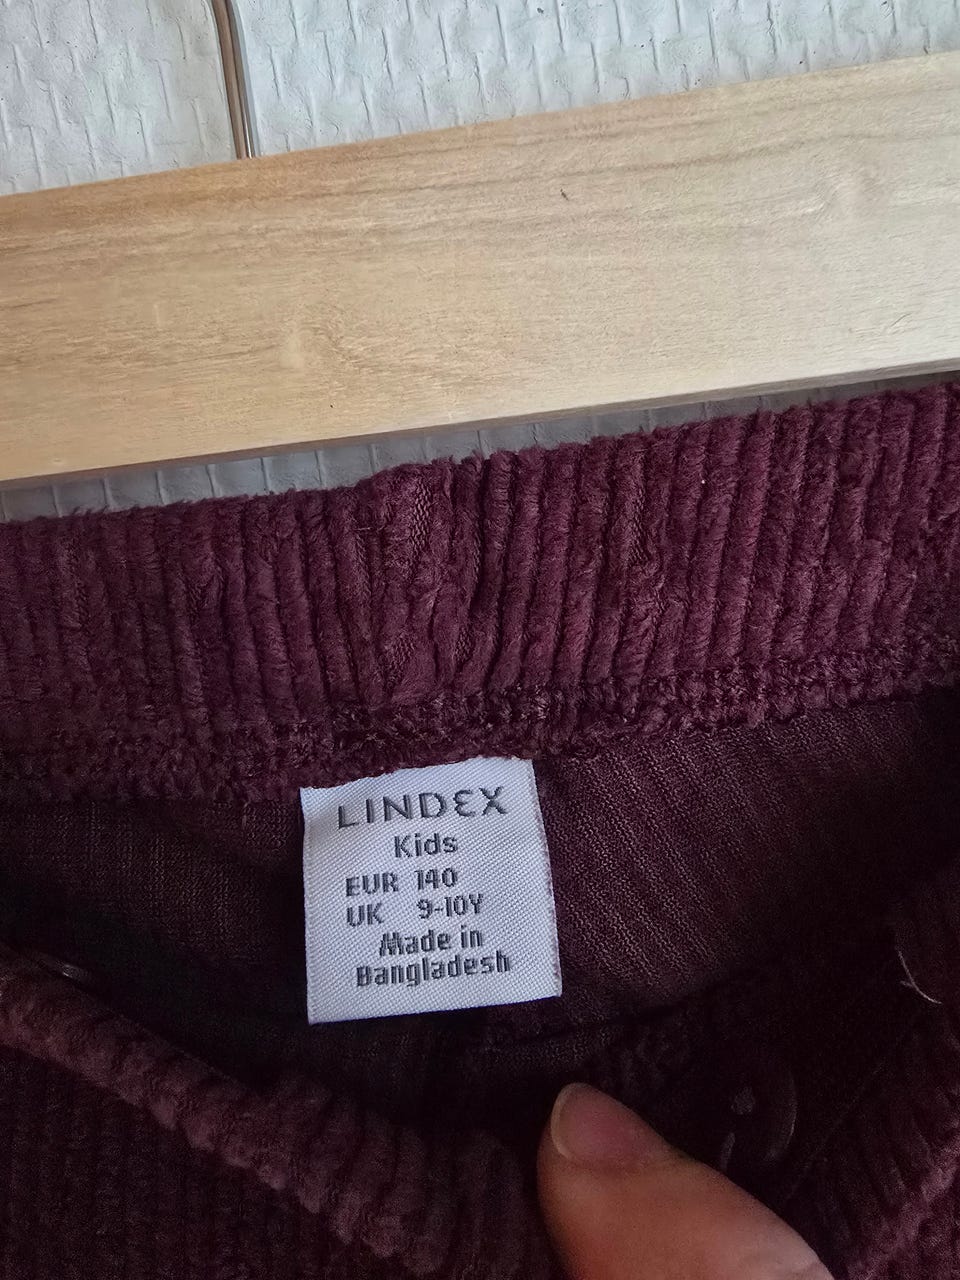 LINDEX
Kids
EUR 140
UK 9-10Y
Made in
Bangladesh